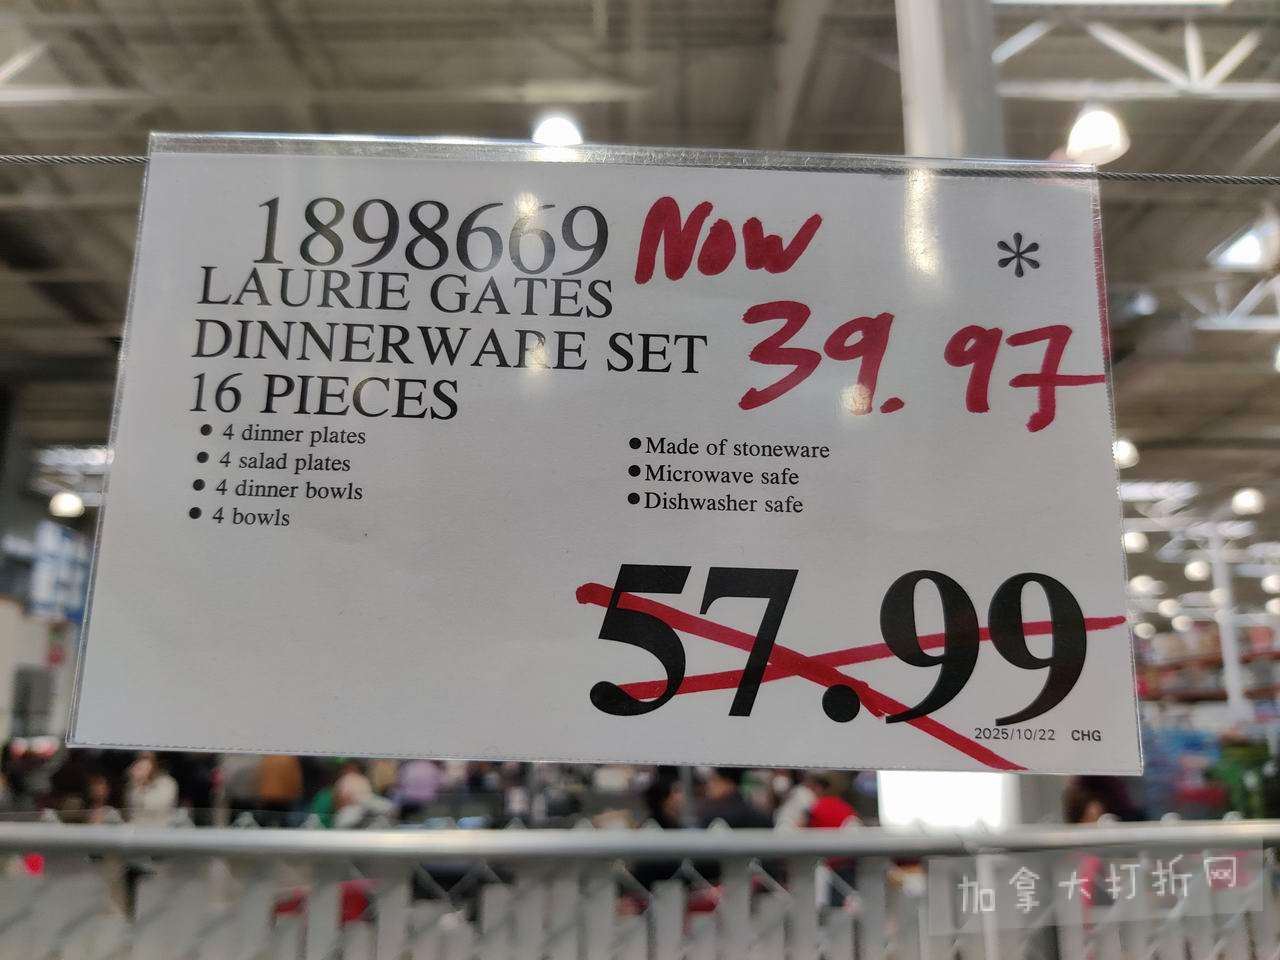 1898669 Now
*
LAURIE GATES
DINNERWARE SET
39.97
16 PIECES
• 4 dinner plates
• 4 salad plates
• 4 dinner bowls
• 4 bowls
• Made of stoneware
• Microwave safe
• Dishwasher safe
57.99
2025/10/22 CHG
加拿大打折网